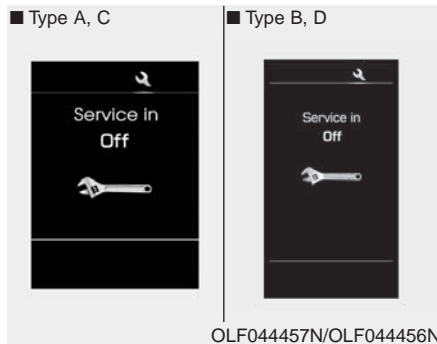 ■ Type A, C
Service in
Off
■ Type B, D
Service in
Off
OLF044457N/OLF044456N